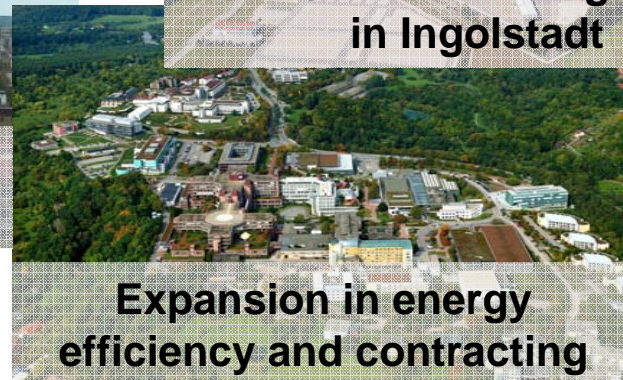 in Ingolstadt
Expansion in energy
efficiency and contracting